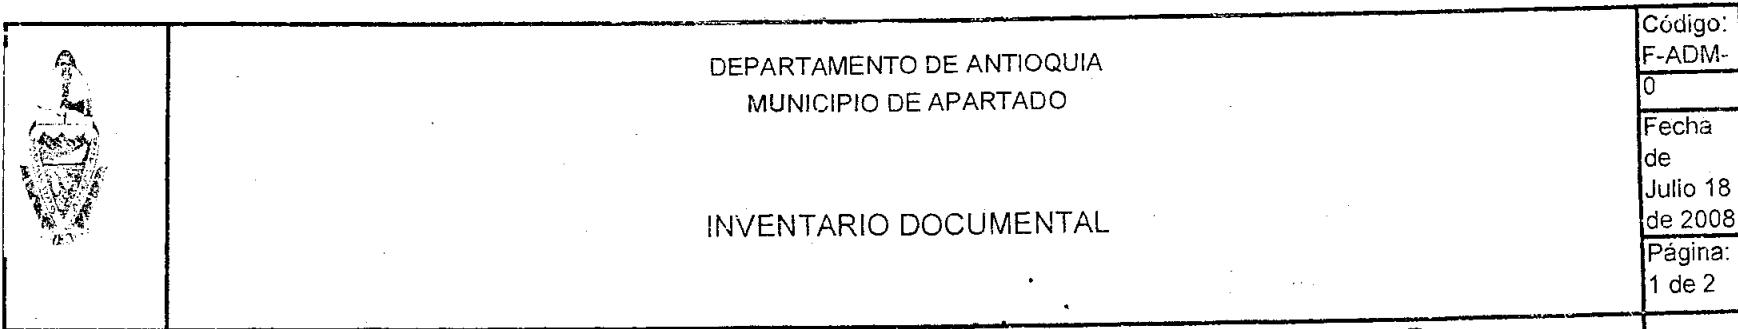 DEPARTAMENTO DE ANTIOQUIA
MUNICIPIO DE APARTADO
INVENTARIO DOCUMENTAL
Código:
F-ADM-
0
Fecha
de
Julio 18
de 2008
Página:
1 de 2